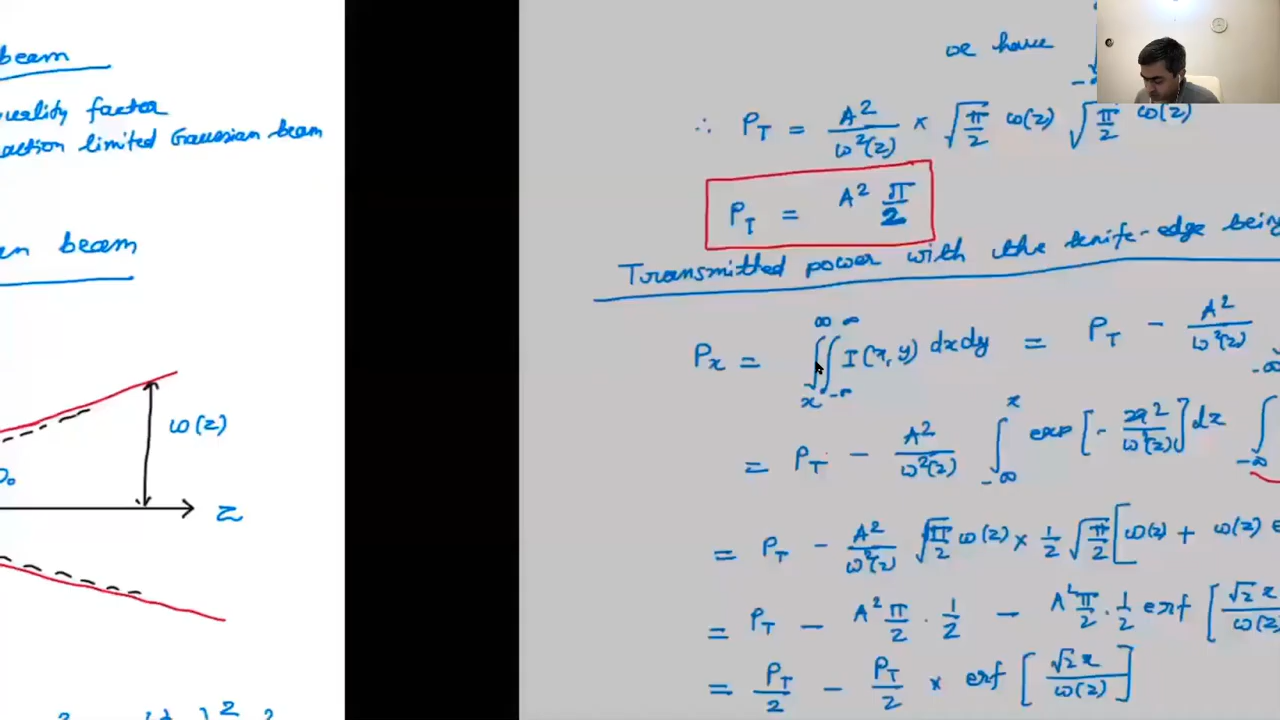 beam
quality factor
action limited Gaussian beam
an beam
ω(z)
z
we have
∴ P_T = A²/ω²(z) × √(π/2) ω(z) √(π/2) ω(z)
P_T = A² π/2
Transmitted power with the knife-edge being
P_x = ∫_x^∞ ∫_{-∞}^∞ I(x, y) dx dy = P_T - A²/ω²(z)
= P_T - A²/ω²(z) ∫_{-∞}^x exp[-2x²/ω²(z)] dx ∫_{-∞}
= P_T - A²/ω²(z) √(π/2) ω(z) × 1/2 √(π/2) [ω(z) + ω(z) e
= P_T - A² π/2 · 1/2 - A² π/2 · 1/2 erf [√2 x/ω(z)
= P_T/2 - P_T/2 × erf [√2 x/ω(z)]